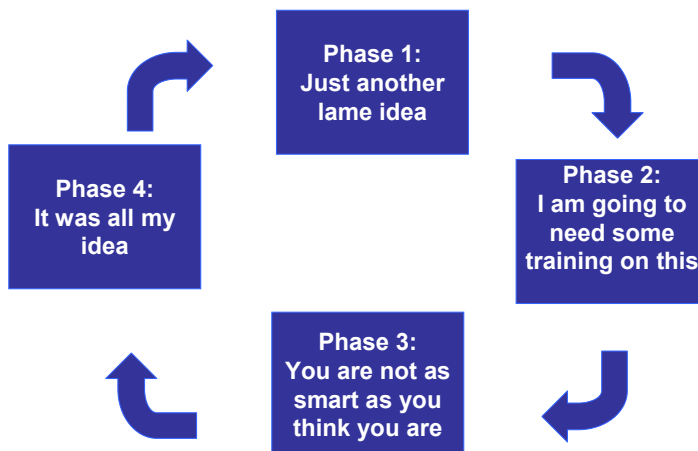 Phase 1:
Just another
lame idea
Phase 2:
I am going to
need some
training on this
Phase 3:
You are not as
smart as you
think you are
Phase 4:
It was all my
idea